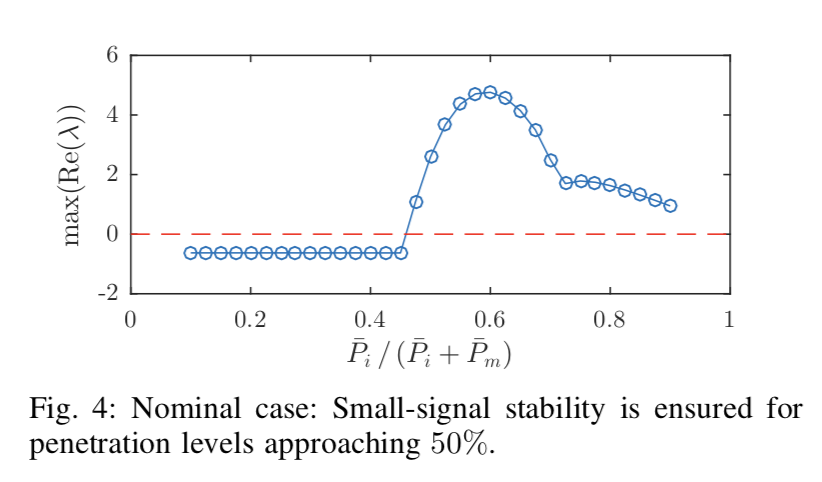 6
4
2
0
-2
max(Re(λ))
0 0.2 0.4 0.6 0.8 1
P̄ᵢ / (P̄ᵢ + P̄ₘ)
Fig. 4: Nominal case: Small-signal stability is ensured for
penetration levels approaching 50%.